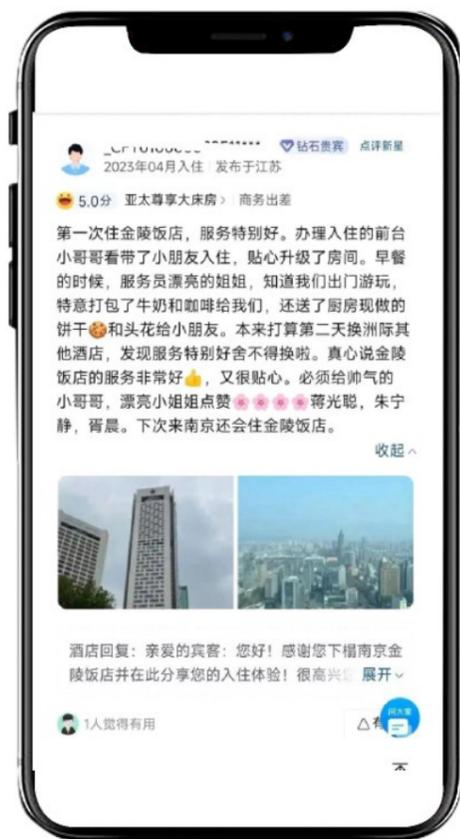 钻石贵宾 点评新星
2023年04月入住 | 发布于江苏
5.0分 亚太尊享大床房› | 商务出差
第一次住金陵饭店,服务特别好。办理入住的前台
小哥哥看带了小朋友入住,贴心升级了房间。早餐
的时候,服务员漂亮的姐姐,知道我们出门游玩,
特意打包了牛奶和咖啡给我们,还送了厨房现做的
饼干🍪和头花给小朋友。本来打算第二天换洲际其
他酒店,发现服务特别好舍不得换啦。真心说金陵
饭店的服务非常好👍,又很贴心。必须给帅气的
小哥哥,漂亮小姐姐点赞🌸🌸🌸🌸蒋光聪,朱宁
静,胥晨。下次来南京还会住金陵饭店。
收起
酒店回复:亲爱的宾客:您好!感谢您下榻南京金
陵饭店并在此分享您的入住体验!很高兴 展开
1人觉得有用
问大家